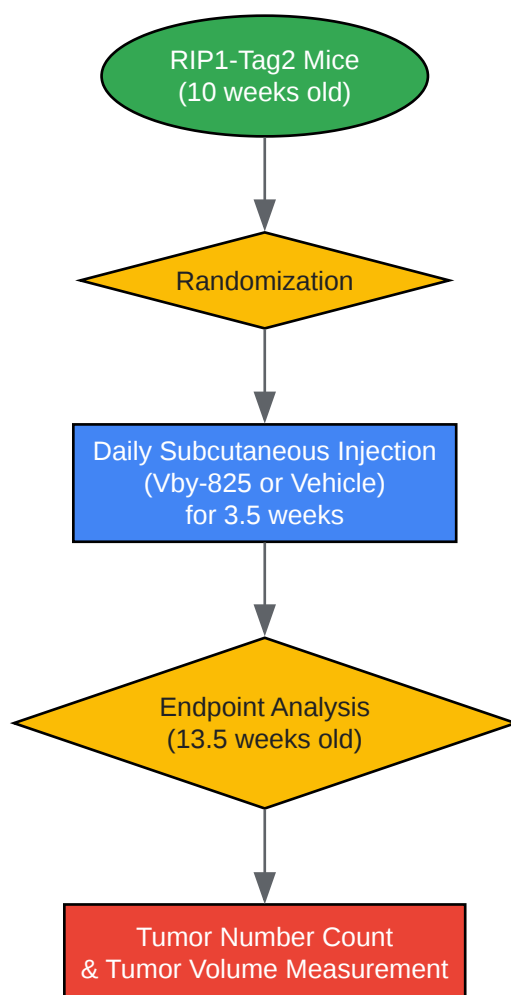 RIP1-Tag2 Mice
(10 weeks old)
Randomization
Daily Subcutaneous Injection
(Vby-825 or Vehicle)
for 3.5 weeks
Endpoint Analysis
(13.5 weeks old)
Tumor Number Count
& Tumor Volume Measurement